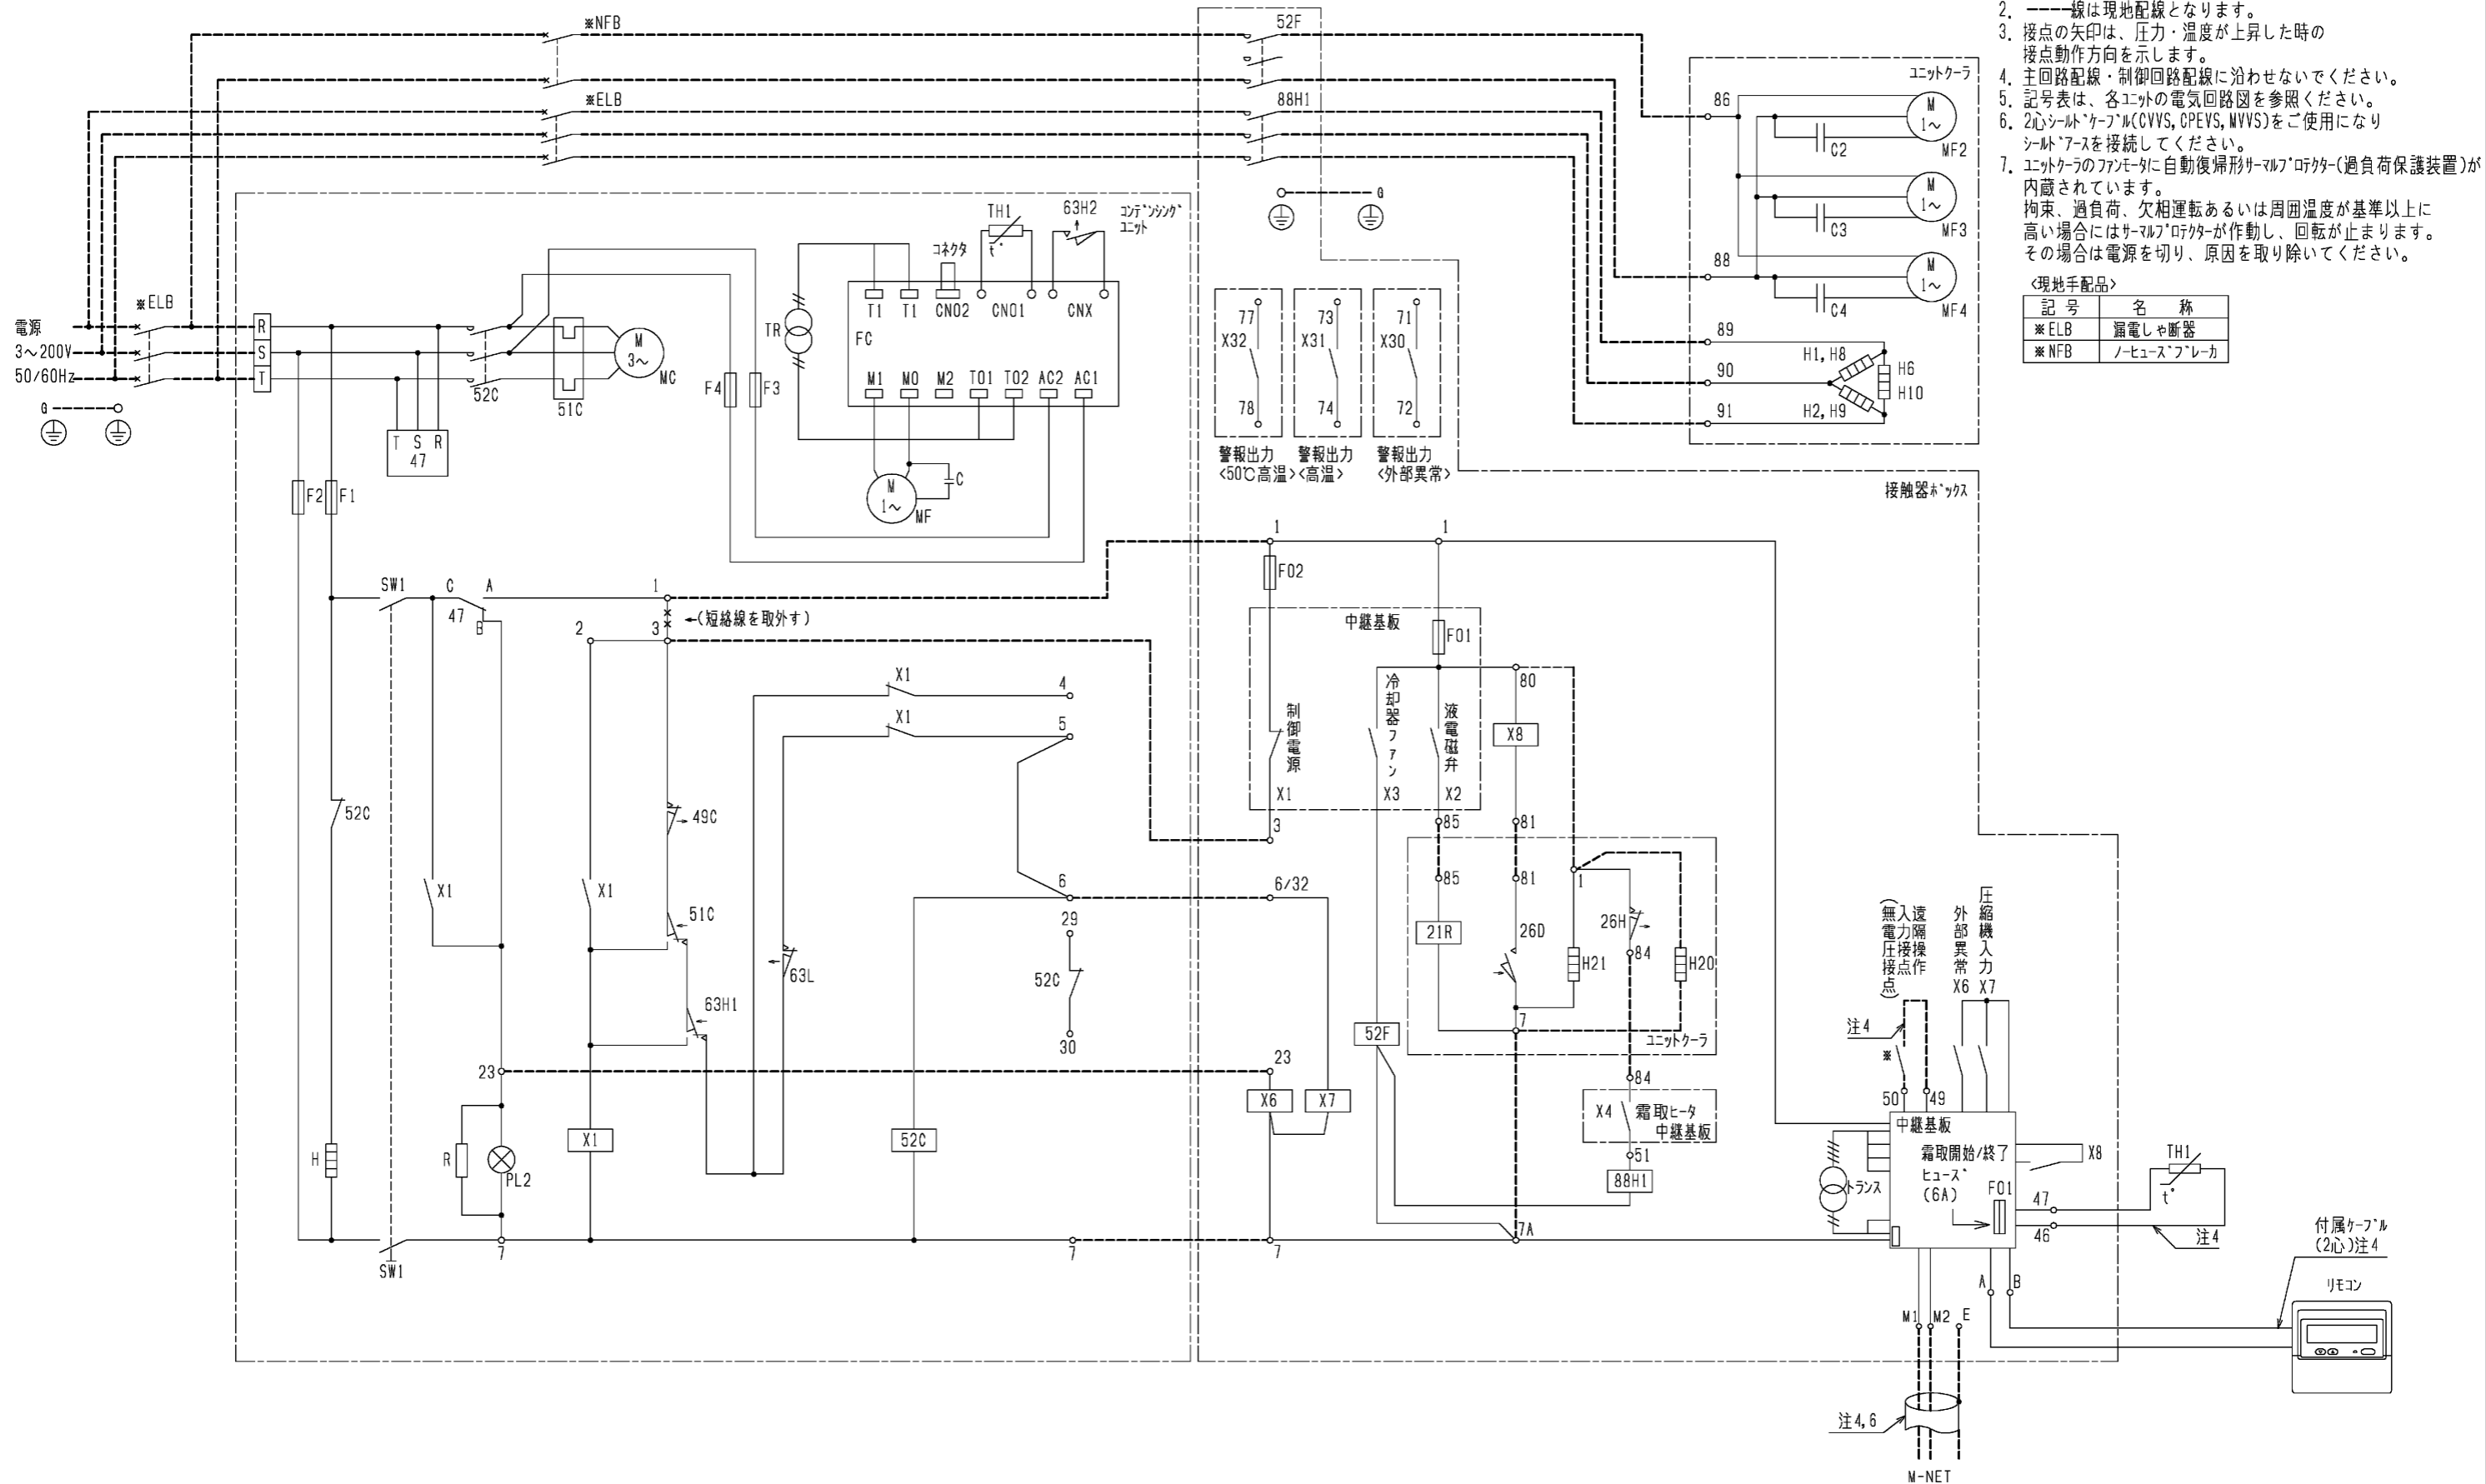 2. 線は現地配線となります。
3. 接点の矢印は、圧力・温度が上昇した時の
接点動作方向を示します。
4. 主回路配線・制御回路配線に沿わせないでください。
5. 記号表は、各ユニットの電気回路図を参照ください。
6. 2心シールドケーブル(CVVS,CPEVS,MVVS)をご使用になり
シールドアースを接続してください。
7. ユニットクーラのファンモータに自動復帰形サーマルプロテクター(過負荷保護装置)が
内蔵されています。
拘束、過負荷、欠相運転あるいは周囲温度が基準以上に
高い場合にはサーマルプロテクターが作動し、回転が止まります。
その場合は電源を切り、原因を取り除いてください。
<現地手配品>
記号 名称
※ELB 漏電しゃ断器
※NFB ノーヒューズブレーカ
※NFB
※ELB
52F
88H1
ユニットクーラ
86
M
1~
MF2
C2
M
1~
MF3
C3
88
M
1~
MF4
C4
89
90
91
H1,H8
H2,H9
H6
H10
G
G
電源
3~200V
50/60Hz
※ELB
G
R
S
T
52C
51C
M
3~
MC
T S R
47
F2
F1
F4
F3
コンデンシング
ユニット
TH1
t°
63H2
コネクタ
T1 T1 CN02 CN01 CNX
TR
FC
M1 M0 M2 T01 T02 AC2 AC1
C
M
1~
MF
77
X32
78
警報出力
<50℃高温>
73
X31
74
警報出力
<高温>
71
X30
72
警報出力
<外部異常>
接触器ボックス
SW1
C
A
47
B
1
←(短絡線を取外す)
2
3
X1
4
X1
5
52C
49C
X1
X1
51C
63L
63H1
6
29
52C
30
23
H
R
PL2
X1
52C
SW1
7
7
1
1
F02
中継基板
F01
制御電源
X1
冷却器ファン
X3
液電磁弁
X2
80
X8
3
85
81
85
81
1
6/32
21R
26D
26H
84
H21
H20
7
ユニットクーラ
52F
23
X6
X7
84
X4
霜取ヒータ
中継基板
51
88H1
7
7A
遠隔操作
入力接点
(無電圧接点)
外部異常
X6
圧縮機入力
X7
注4
※
50
49
中継基板
霜取開始/終了
ヒューズ
(6A)
F01
トランス
X8
TH1
t°
47
46
注4
付属ケーブル
(2心)注4
リモコン
A
B
M1
M2
E
注4,6
M-NET